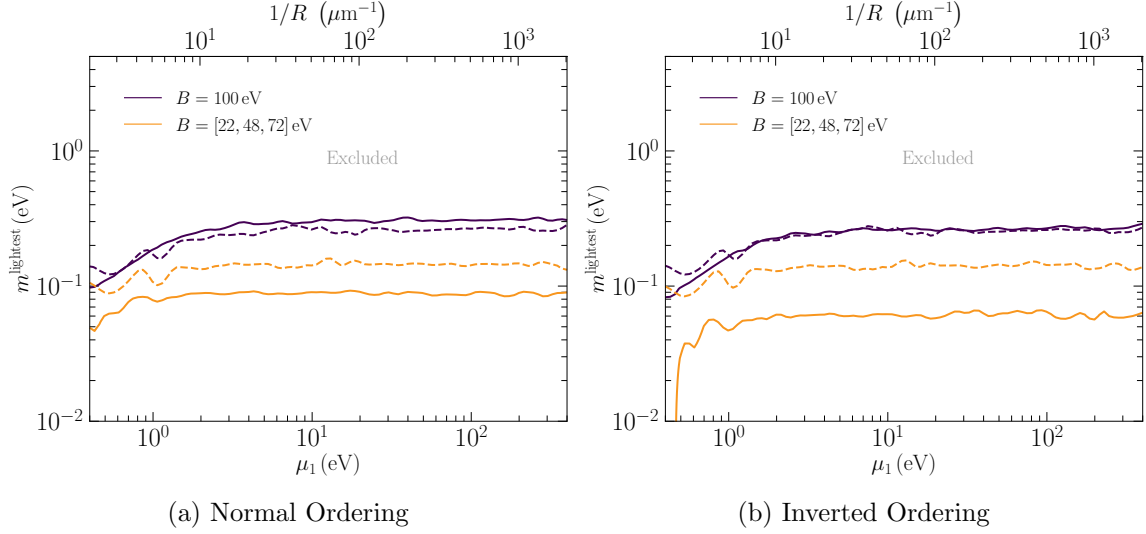 1/R (μm⁻¹)
10¹ 10² 10³
B = 100 eV
B = [22, 48, 72] eV
Excluded
10⁰
10⁻¹
10⁻²
m^lightest (eV)
10⁰ 10¹ 10²
μ₁ (eV)
(a) Normal Ordering
1/R (μm⁻¹)
10¹ 10² 10³
B = 100 eV
B = [22, 48, 72] eV
Excluded
10⁰
10⁻¹
10⁻²
m^lightest (eV)
10⁰ 10¹ 10²
μ₁ (eV)
(b) Inverted Ordering